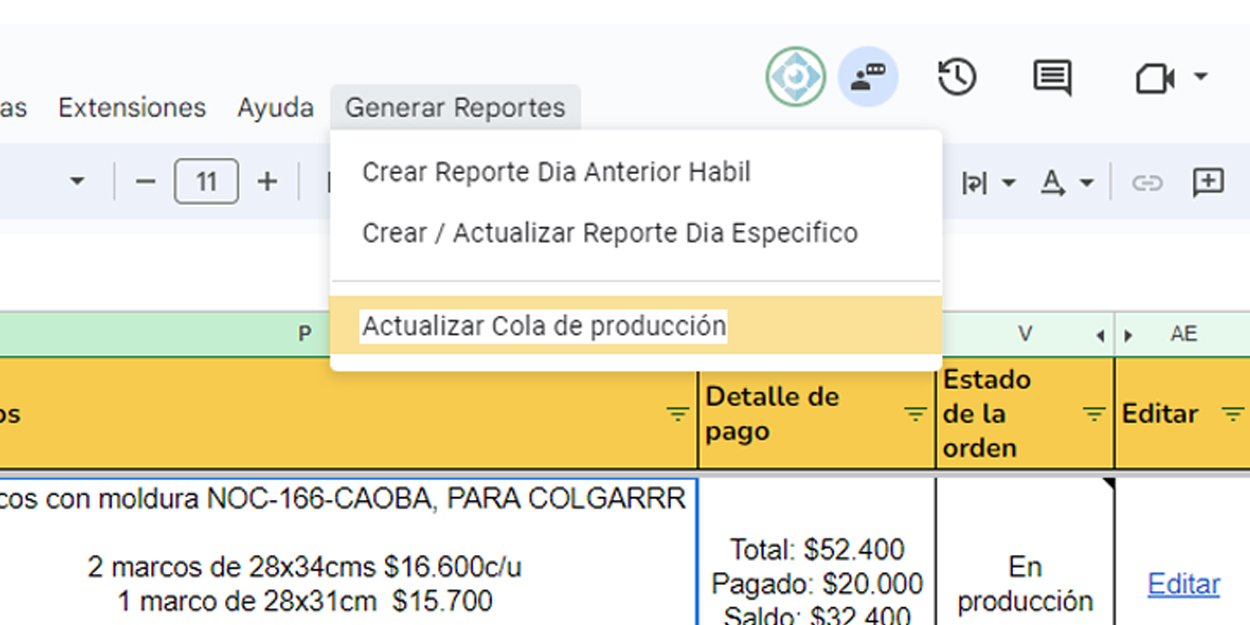 as Extensiones Ayuda Generar Reportes
Crear Reporte Dia Anterior Habil
11
Crear / Actualizar Reporte Dia Especifico
Actualizar Cola de producción
P V AE
os
Detalle de
pago
Estado
de la
orden
Editar
cos con moldura NOC-166-CAOBA, PARA COLGARRR
2 marcos de 28x34cms $16.600c/u
1 marco de 28x31cm $15.700
Total: $52.400
Pagado: $20.000
Saldo: $32.400
En
producción
Editar